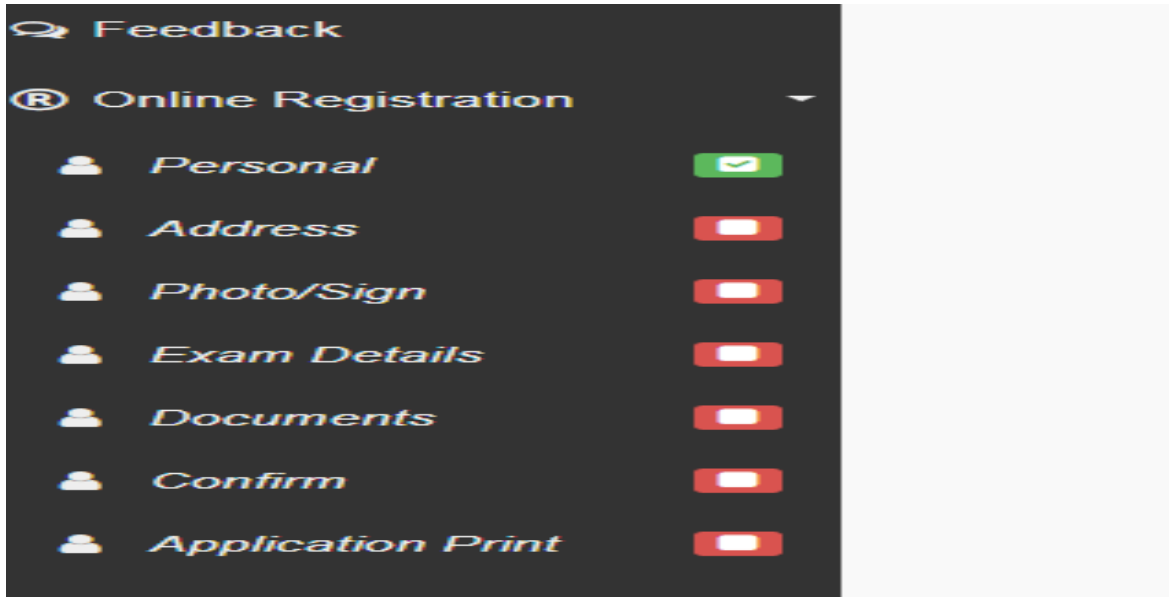 Feedback
® Online Registration
Personal
Address
Photo/Sign
Exam Details
Documents
Confirm
Application Print